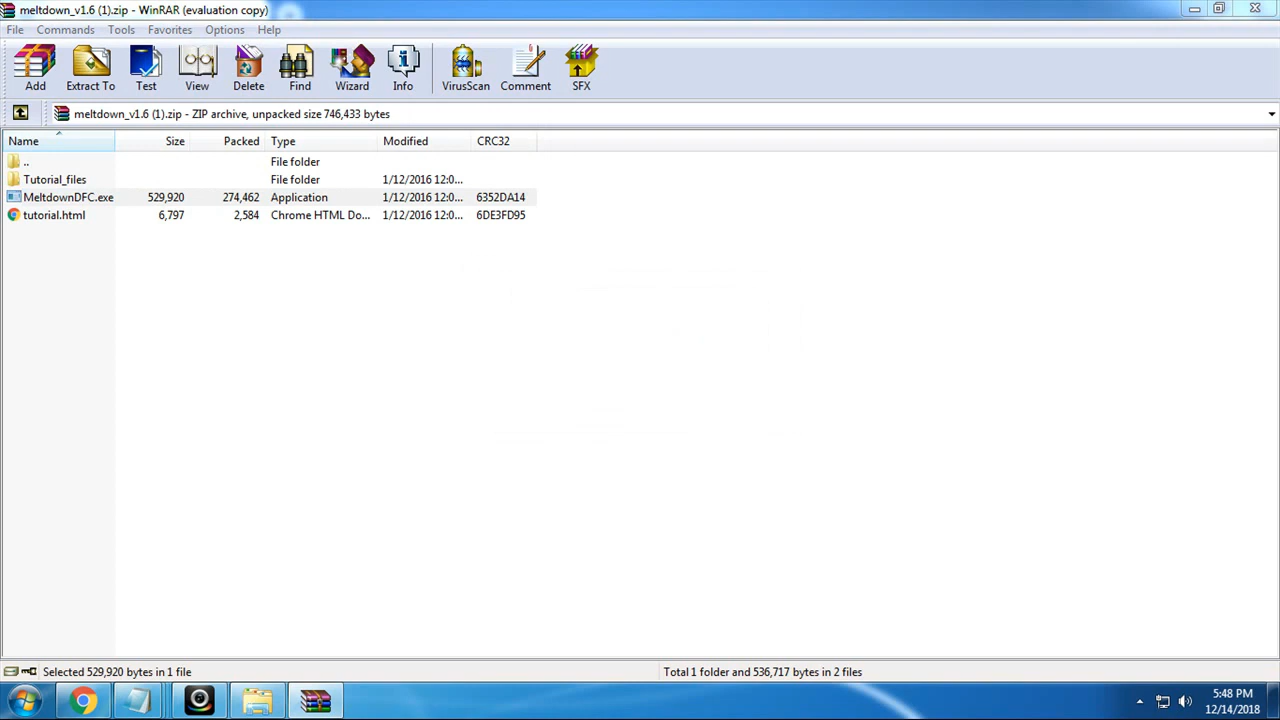 meltdown_v1.6 (1).zip - WinRAR (evaluation copy)
File Commands Tools Favorites Options Help
Add Extract To Test View Delete Find Wizard Info VirusScan Comment SFX
meltdown_v1.6 (1).zip - ZIP archive, unpacked size 746,433 bytes
Name Size Packed Type Modified CRC32
.. File folder
Tutorial_files File folder 1/12/2016 12:0...
MeltdownDFC.exe 529,920 274,462 Application 1/12/2016 12:0... 6352DA14
tutorial.html 6,797 2,584 Chrome HTML Do... 1/12/2016 12:0... 6DE3FD95
Selected 529,920 bytes in 1 file Total 1 folder and 536,717 bytes in 2 files
5:48 PM
12/14/2018